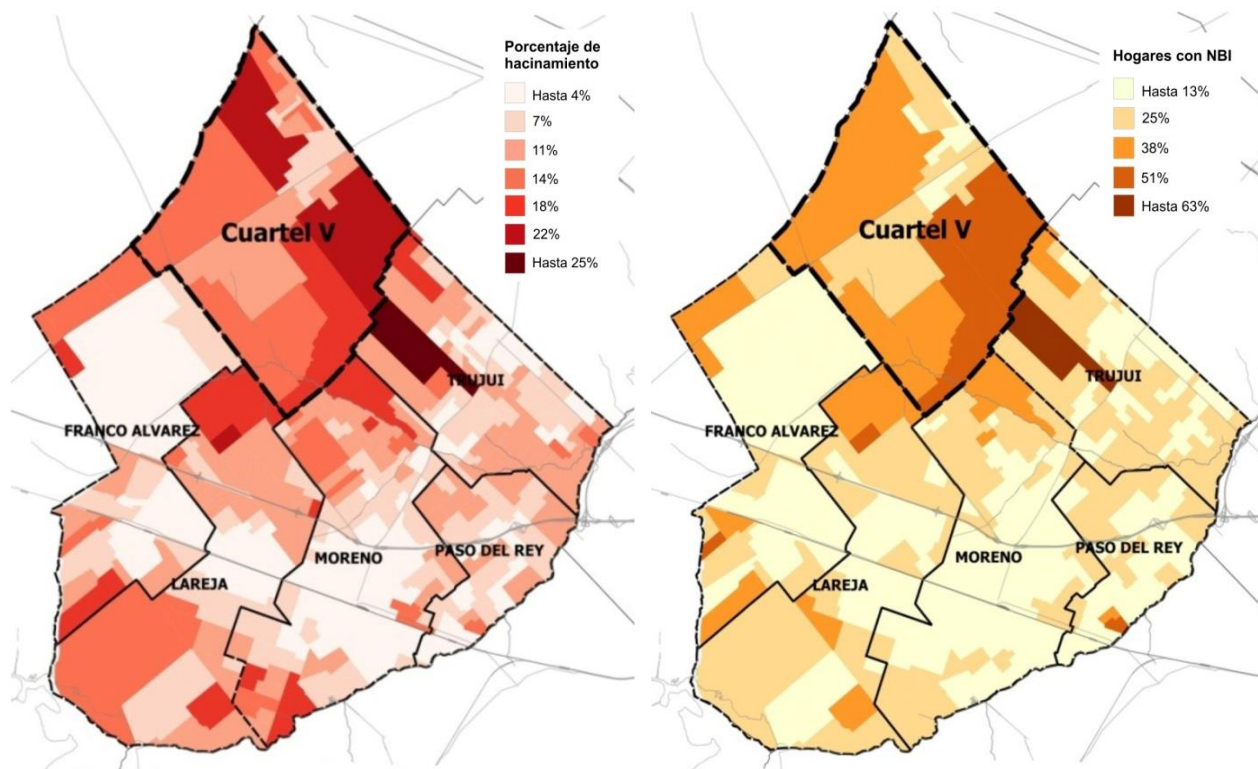 Porcentaje de
hacinamiento
Hasta 4%
7%
11%
14%
18%
22%
Hasta 25%
Cuartel V
TRUJUI
FRANCO ALVAREZ
MORENO
PASO DEL REY
LAREJA
Hogares con NBI
Hasta 13%
25%
38%
51%
Hasta 63%
Cuartel V
TRUJUI
FRANCO ALVAREZ
MORENO
PASO DEL REY
LAREJA